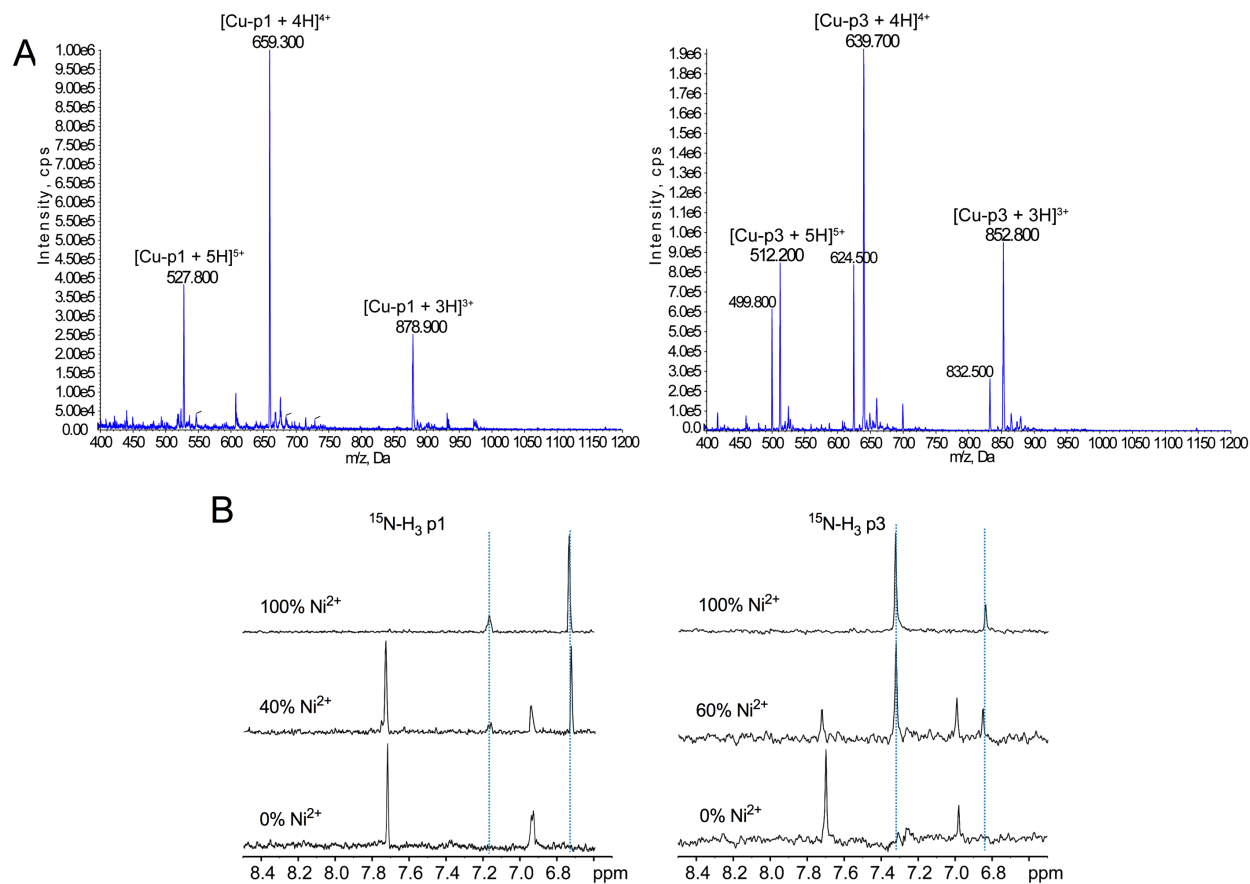 A
[Cu-p1 + 4H]⁴⁺
659.300
[Cu-p1 + 5H]⁵⁺
527.800
[Cu-p1 + 3H]³⁺
878.900
Intensity, cps
1.00e6
9.50e5
9.00e5
8.50e5
8.00e5
7.50e5
7.00e5
6.50e5
6.00e5
5.50e5
5.00e5
4.50e5
4.00e5
3.50e5
3.00e5
2.50e5
2.00e5
1.50e5
1.00e5
5.00e4
0.00
400 450 500 550 600 650 700 750 800 850 900 950 1000 1050 1100 1150 1200
m/z, Da
[Cu-p3 + 4H]⁴⁺
639.700
[Cu-p3 + 3H]³⁺
852.800
[Cu-p3 + 5H]⁵⁺
512.200
624.500
499.800
832.500
Intensity, cps
1.9e6
1.8e6
1.7e6
1.6e6
1.5e6
1.4e6
1.3e6
1.2e6
1.1e6
1.0e6
9.0e5
8.0e5
7.0e5
6.0e5
5.0e5
4.0e5
3.0e5
2.0e5
1.0e5
0.0
400 450 500 550 600 650 700 750 800 850 900 950 1000 1050 1100 1150 1200
m/z, Da
B
¹⁵N-H₃ p1
100% Ni²⁺
40% Ni²⁺
0% Ni²⁺
8.4 8.2 8.0 7.8 7.6 7.4 7.2 7.0 6.8 ppm
¹⁵N-H₃ p3
100% Ni²⁺
60% Ni²⁺
0% Ni²⁺
8.4 8.2 8.0 7.8 7.6 7.4 7.2 7.0 6.8 ppm